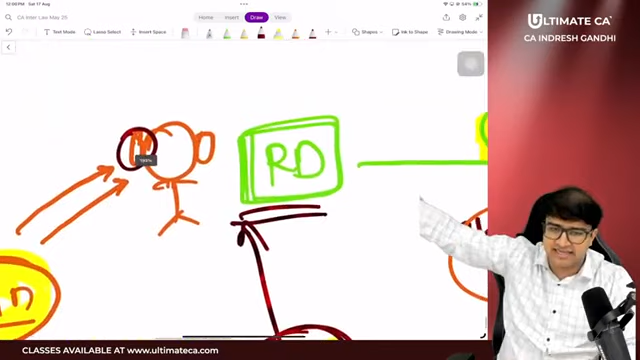 12:00 PM Sat 17 Aug
64%
CA Inter Law May 25
Home Insert Draw View
Text Mode Lasso Select Insert Space Shapes Ink to Shape Drawing Mode
ULTIMATE CA
CA INDRESH GANDHI
RD
CLASSES AVAILABLE AT www.ultimateca.com